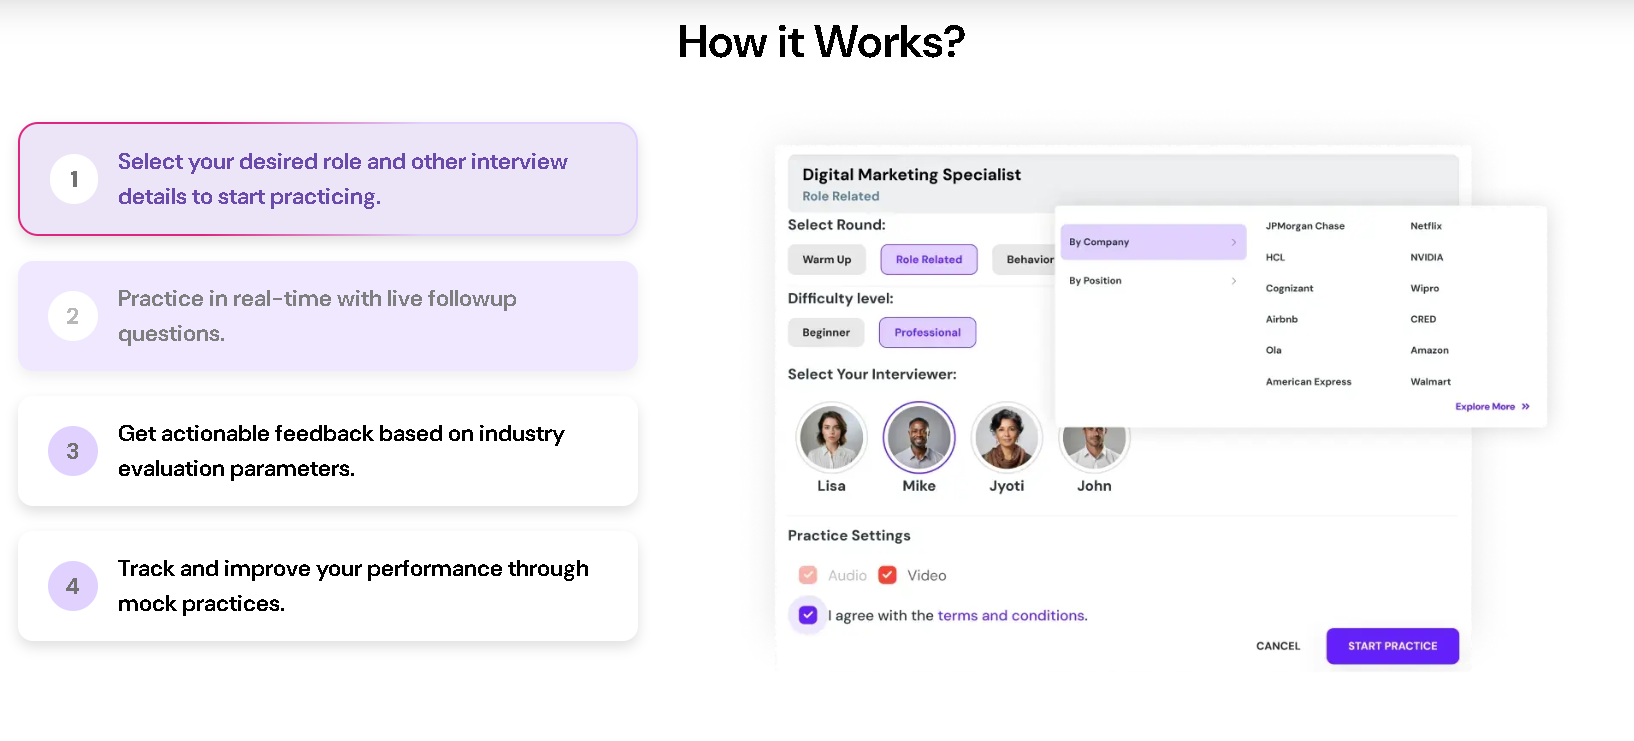 How it Works?
1
Select your desired role and other interview
details to start practicing.
2
Practice in real-time with live followup
questions.
3
Get actionable feedback based on industry
evaluation parameters.
4
Track and improve your performance through
mock practices.
Digital Marketing Specialist
Role Related
Select Round:
Warm Up Role Related Behavior
Difficulty level:
Beginner Professional
Select Your Interviewer:
Lisa Mike Jyoti John
By Company
By Position
JPMorgan Chase Netflix
HCL NVIDIA
Cognizant Wipro
Airbnb CRED
Ola Amazon
American Express Walmart
Explore More »
Practice Settings
Audio Video
I agree with the terms and conditions.
CANCEL START PRACTICE